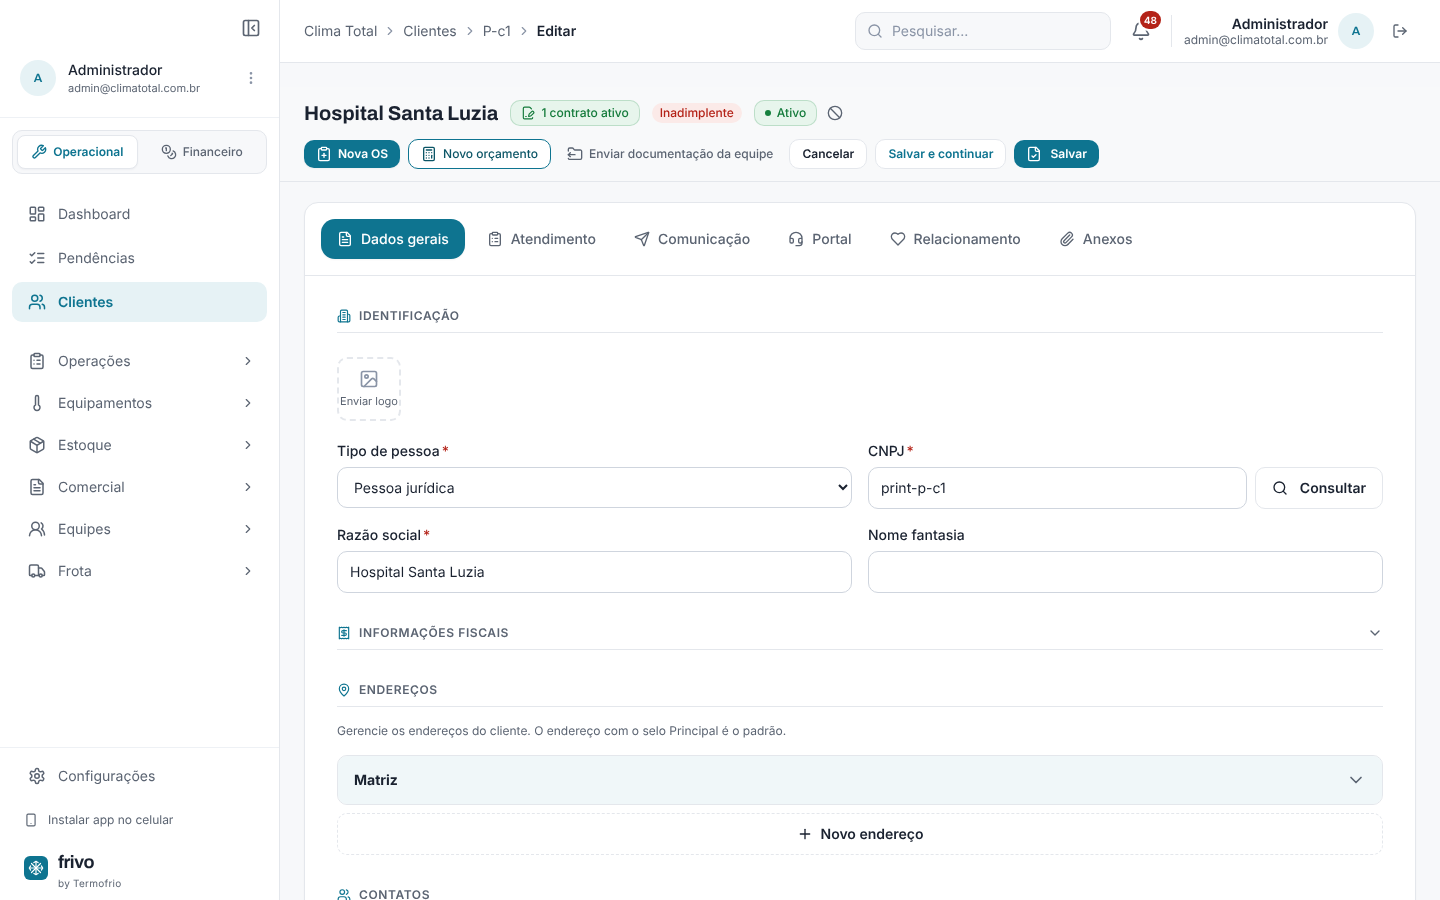 Clima Total
Clientes
P-c1
Editar
Pesquisar...
48
Administrador
admin@climatotal.com.br
A
A
Administrador
admin@climatotal.com.br
Operacional
Financeiro
Dashboard
Pendências
Clientes
Operações
Equipamentos
Estoque
Comercial
Equipes
Frota
Configurações
Instalar app no celular
frivo
by Termofrio
Hospital Santa Luzia
1 contrato ativo
Inadimplente
Ativo
Nova OS
Novo orçamento
Enviar documentação da equipe
Cancelar
Salvar e continuar
Salvar
Dados gerais
Atendimento
Comunicação
Portal
Relacionamento
Anexos
IDENTIFICAÇÃO
Enviar logo
Tipo de pessoa *
CNPJ *
Pessoa jurídica
print-p-c1
Consultar
Razão social *
Nome fantasia
Hospital Santa Luzia
INFORMAÇÕES FISCAIS
ENDEREÇOS
Gerencie os endereços do cliente. O endereço com o selo Principal é o padrão.
Matriz
+ Novo endereço
CONTATOS